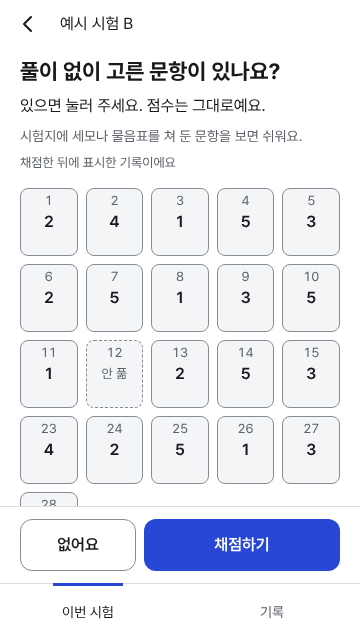 예시 시험 B
풀이 없이 고른 문항이 있나요?
있으면 눌러 주세요. 점수는 그대로예요.
시험지에 세모나 물음표를 쳐 둔 문항을 보면 쉬워요.
채점한 뒤에 표시한 기록이에요
1 2 3 4 5
2 4 1 5 3
6 7 8 9 10
2 5 1 3 5
11 12 13 14 15
1 안 풂 2 5 3
23 24 25 26 27
4 2 5 1 3
28
없어요 채점하기
이번 시험 기록